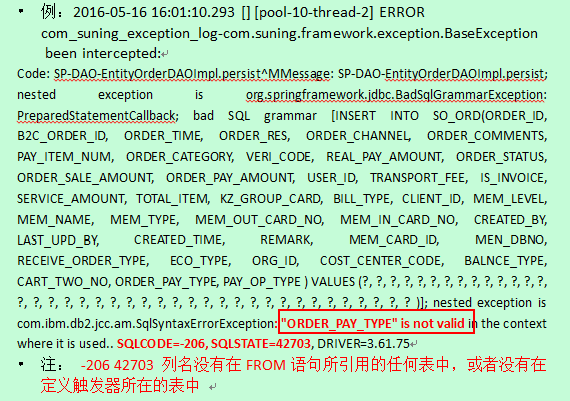 • 例：2016-05-16 16:01:10.293 [] [pool-10-thread-2] ERROR
com_suning_exception_log-com.suning.framework.exception.BaseException
been intercepted:
Code: SP-DAO-EntityOrderDAOImpl.persist^MMessage: SP-DAO-EntityOrderDAOImpl.persist;
nested exception is org.springframework.jdbc.BadSqlGrammarException:
PreparedStatementCallback; bad SQL grammar [INSERT INTO SO_ORD(ORDER_ID,
B2C_ORDER_ID, ORDER_TIME, ORDER_RES, ORDER_CHANNEL, ORDER_COMMENTS,
PAY_ITEM_NUM, ORDER_CATEGORY, VERI_CODE, REAL_PAY_AMOUNT, ORDER_STATUS,
ORDER_SALE_AMOUNT, ORDER_PAY_AMOUNT, USER_ID, TRANSPORT_FEE, IS_INVOICE,
SERVICE_AMOUNT, TOTAL_ITEM, KZ_GROUP_CARD, BILL_TYPE, CLIENT_ID, MEM_LEVEL,
MEM_NAME, MEM_TYPE, MEM_OUT_CARD_NO, MEM_IN_CARD_NO, CREATED_BY,
LAST_UPD_BY, CREATED_TIME, REMARK, MEM_CARD_ID, MEN_DBNO,
RECEIVE_ORDER_TYPE, ECO_TYPE, ORG_ID, COST_CENTER_CODE, BALNCE_TYPE,
CART_TWO_NO, ORDER_PAY_TYPE, PAY_OP_TYPE ) VALUES (?, ?, ?, ?, ?, ?, ?, ?, ?, ?, ?, ?, ?,
?, ?, ?, ?, ?, ?, ?, ?, ?, ?, ?, ?, ?, ?, ?, ?, ?, ?, ?, ?, ?, ?, ? )]; nested exception is
com.ibm.db2.jcc.am.SqlSyntaxErrorException: "ORDER_PAY_TYPE" is not valid in the context
where it is used.. SQLCODE=-206, SQLSTATE=42703, DRIVER=3.61.75
• 注： -206 42703 列名没有在 FROM 语句所引用的任何表中，或者没有在
定义触发器所在的表中